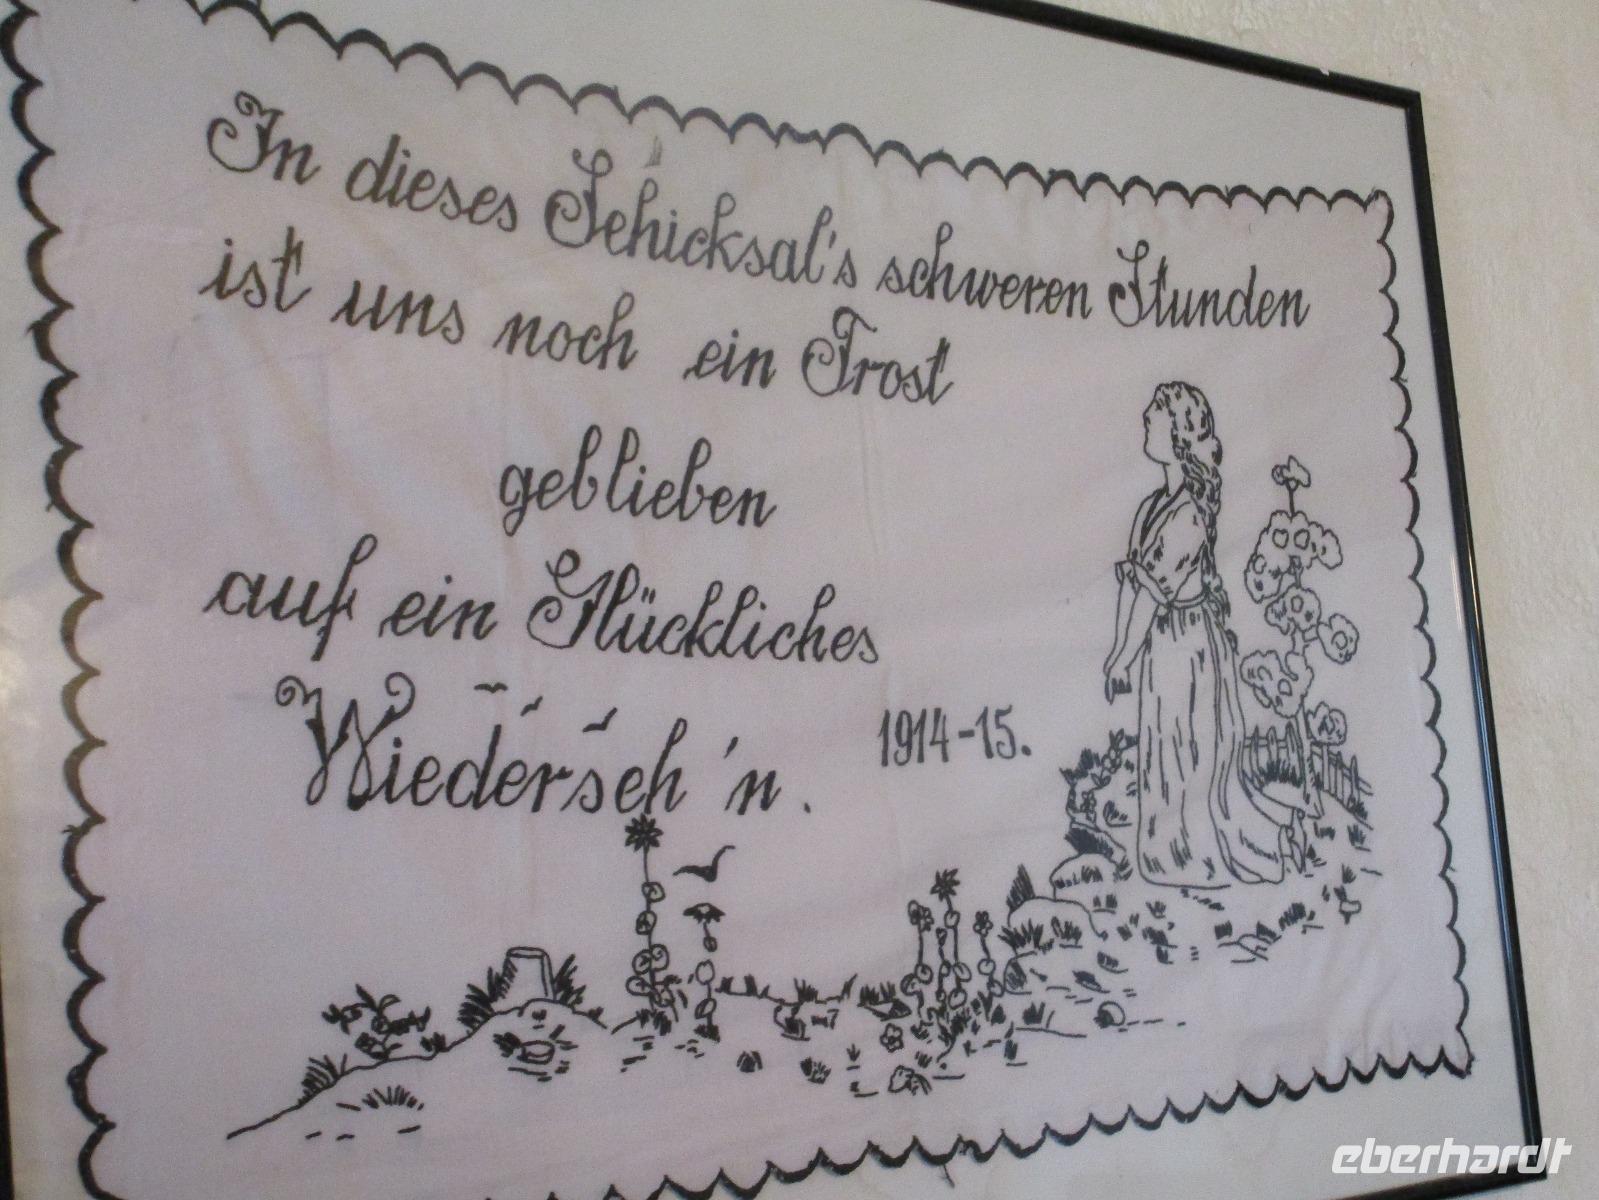 In dieses Schicksal's schweren Stunden
ist uns noch ein Trost
geblieben
auf ein Glückliches
Wiederseh'n.
1914-15.
eberhardt